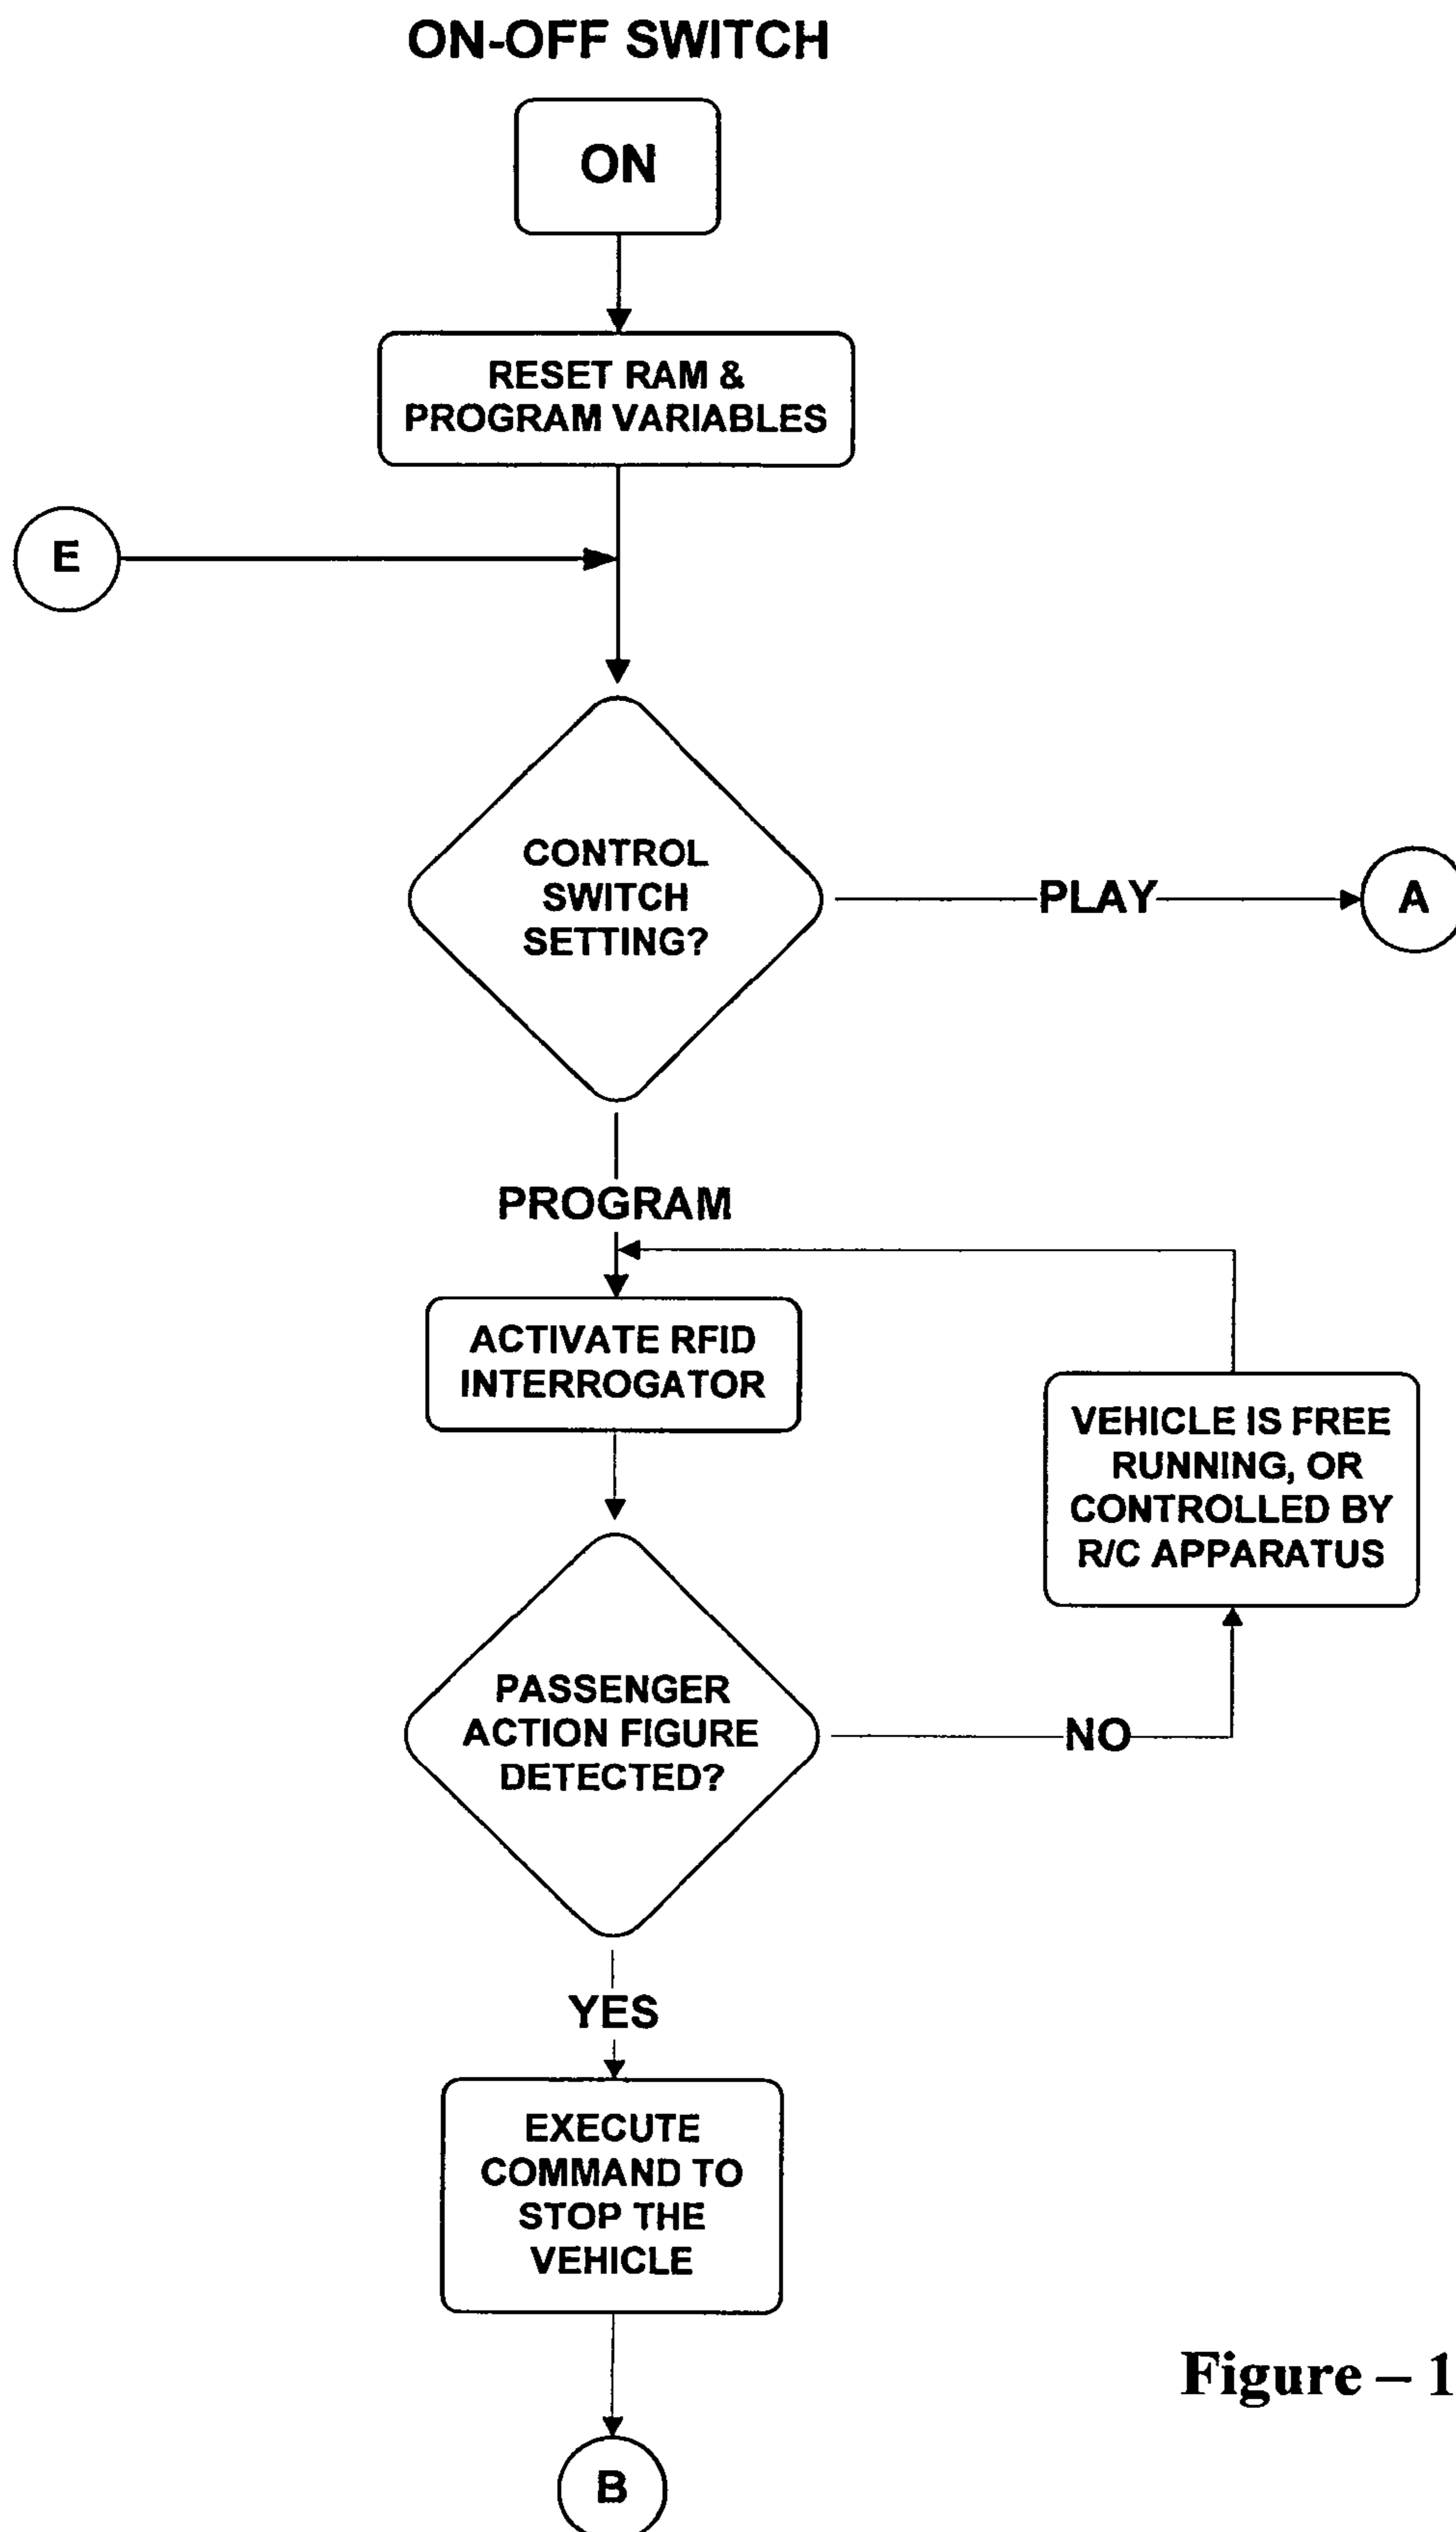 ON-OFF SWITCH
ON
RESET RAM &
PROGRAM VARIABLES
E
CONTROL
SWITCH
SETTING?
PLAY
A
PROGRAM
ACTIVATE RFID
INTERROGATOR
VEHICLE IS FREE
RUNNING, OR
CONTROLLED BY
R/C APPARATUS
PASSENGER
ACTION FIGURE
DETECTED?
NO
YES
EXECUTE
COMMAND TO
STOP THE
VEHICLE
B
Figure – 1